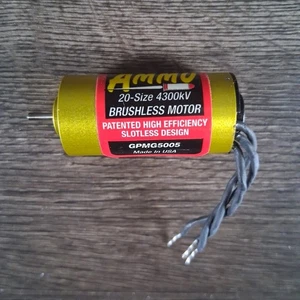 AMMO
20-Size 4300kV
BRUSHLESS MOTOR
PATENTED HIGH EFFICIENCY
SLOTLESS DESIGN
GPMG5005
Made in USA